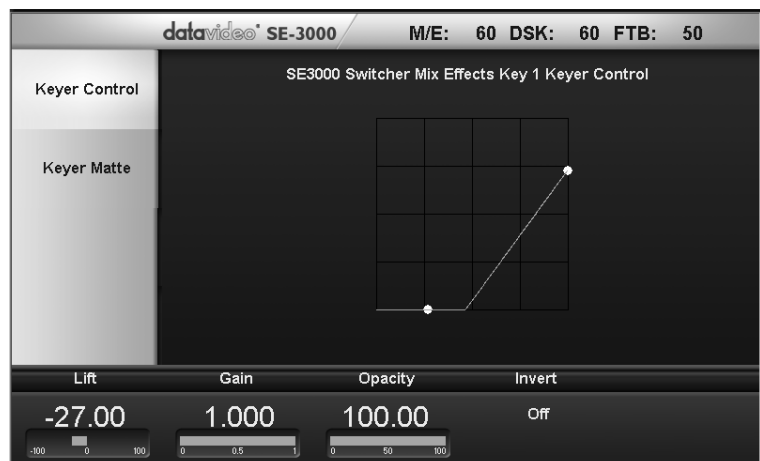 datavideo SE-3000 M/E: 60 DSK: 60 FTB: 50
Keyer Control
SE3000 Switcher Mix Effects Key 1 Keyer Control
Keyer Matte
Lift Gain Opacity Invert
-27.00 1.000 100.00 Off
-100 0 100 0 0.5 1 0 50 100